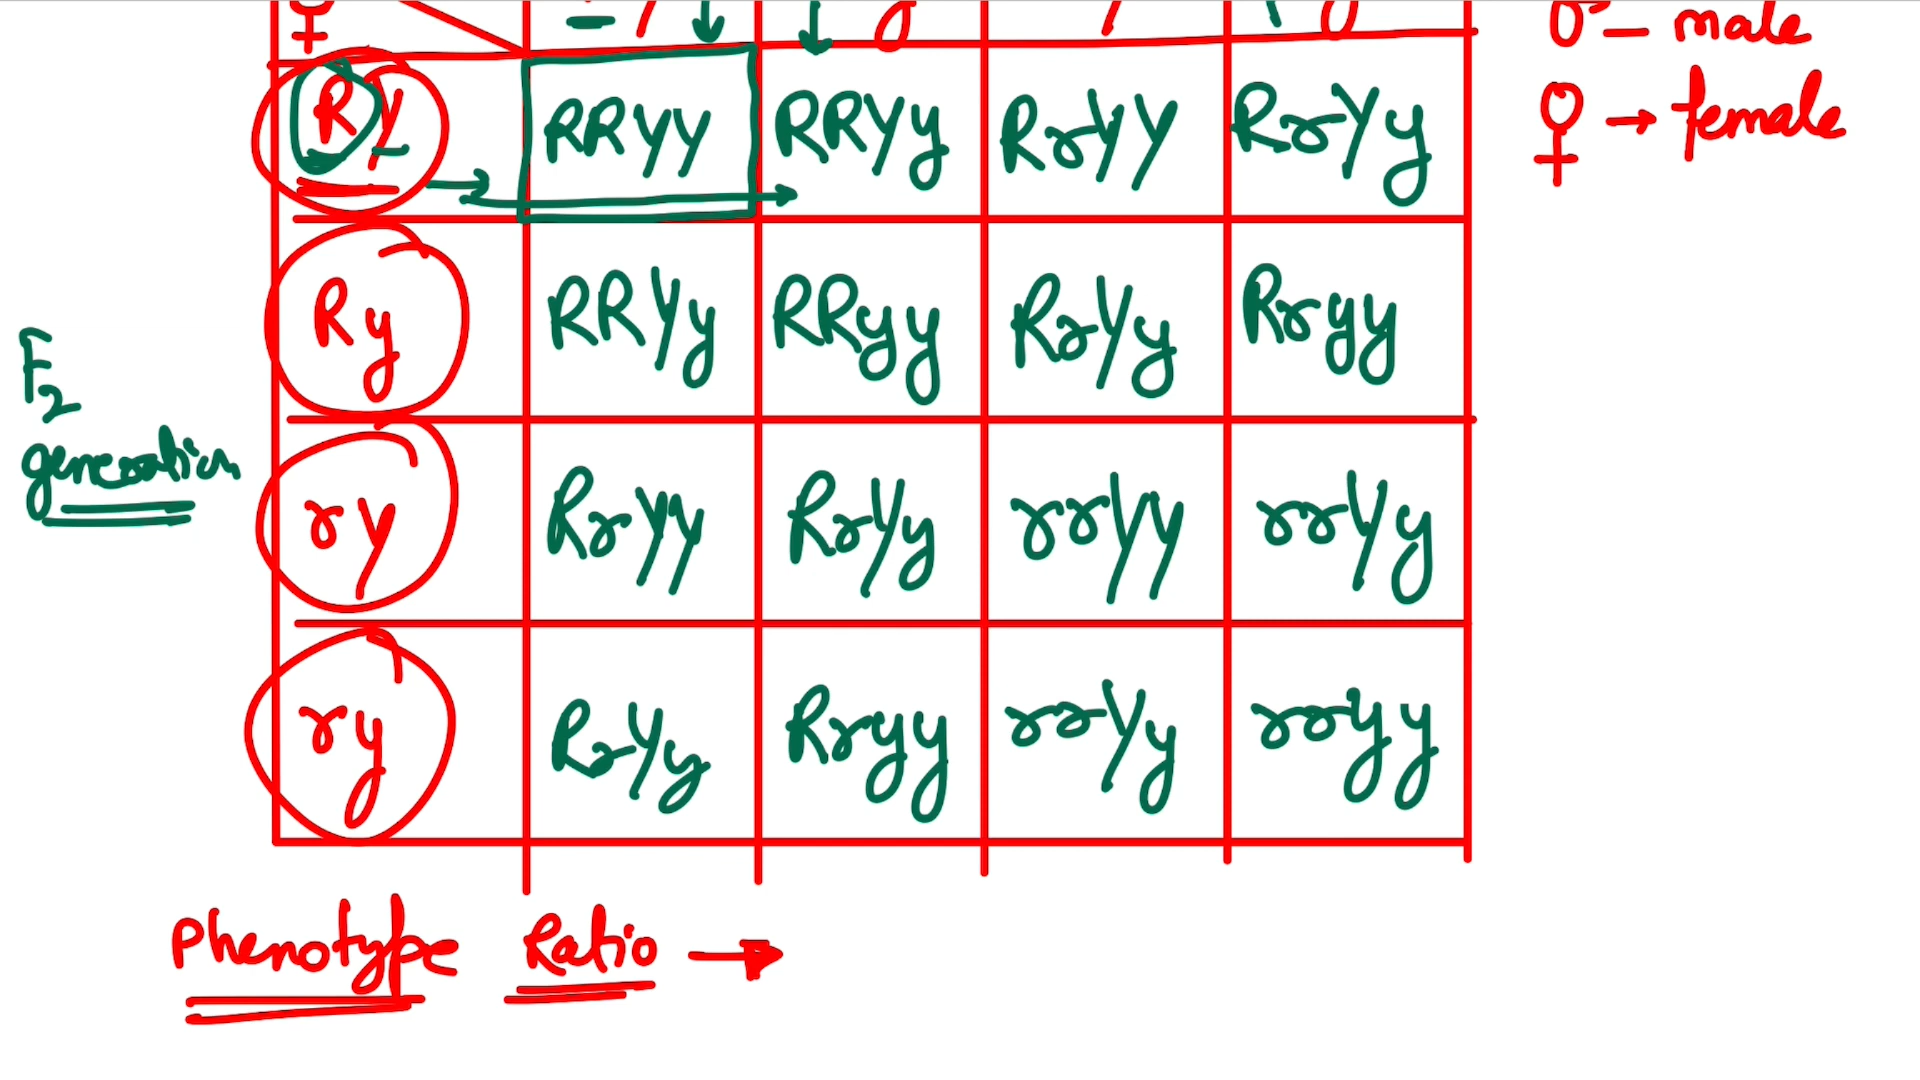 ♂ – male
♀ → female
♀
RY RRYY RRYy RrYY RrYy
Ry RRYy RRyy RrYy Rryy
F2
generation
rY RrYY RrYy rrYY rrYy
ry RrYy Rryy rrYy rryy
Phenotype Ratio →